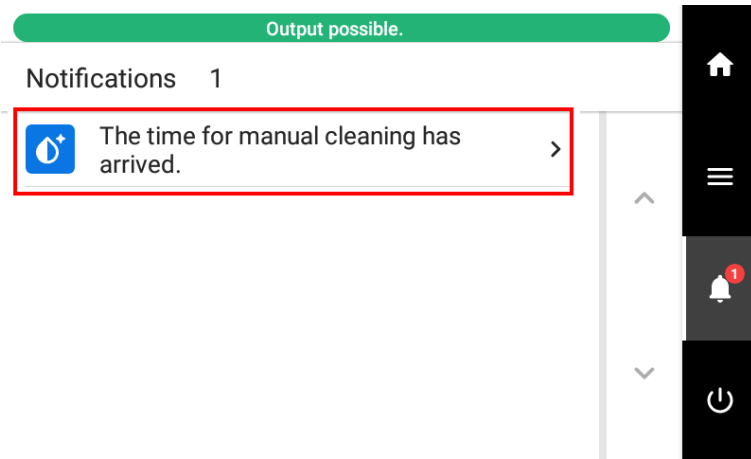 Output possible.
Notifications 1
The time for manual cleaning has
arrived.
1